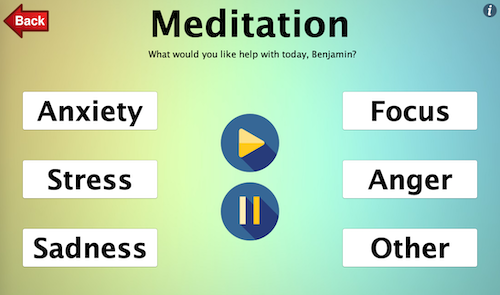 Back
Meditation
What would you like help with today, Benjamin?
i
Anxiety
Focus
Stress
Anger
Sadness
Other